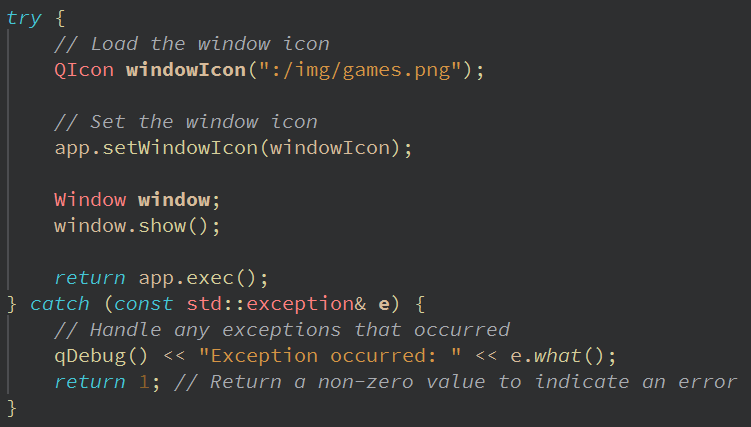 try {
    // Load the window icon
    QIcon windowIcon(":/img/games.png");

    // Set the window icon
    app.setWindowIcon(windowIcon);

    Window window;
    window.show();

    return app.exec();
} catch (const std::exception& e) {
    // Handle any exceptions that occurred
    qDebug() << "Exception occurred: " << e.what();
    return 1; // Return a non-zero value to indicate an error
}